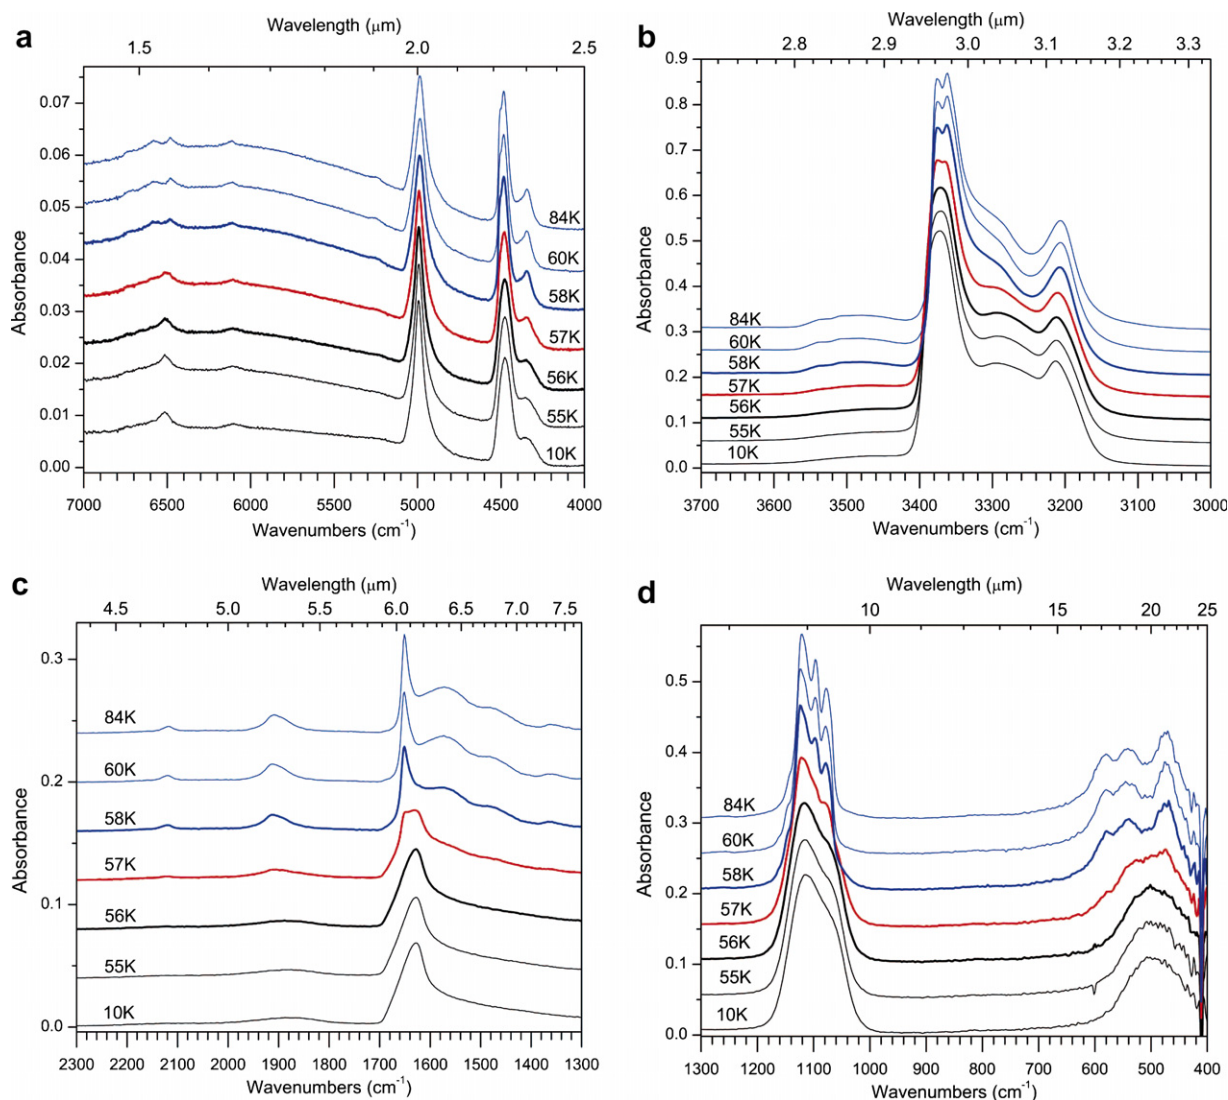 a
Wavelength (μm)
1.5 2.0 2.5
Absorbance
0.07
0.06
0.05
0.04
0.03
0.02
0.01
0.00
84K
60K
58K
57K
56K
55K
10K
7000 6500 6000 5500 5000 4500 4000
Wavenumbers (cm-1)
b
Wavelength (μm)
2.8 2.9 3.0 3.1 3.2 3.3
Absorbance
0.9
0.8
0.7
0.6
0.5
0.4
0.3
0.2
0.1
0.0
84K
60K
58K
57K
56K
55K
10K
3700 3600 3500 3400 3300 3200 3100 3000
Wavenumbers (cm-1)
c
Wavelength (μm)
4.5 5.0 5.5 6.0 6.5 7.0 7.5
Absorbance
0.3
0.2
0.1
0.0
84K
60K
58K
57K
56K
55K
10K
2300 2200 2100 2000 1900 1800 1700 1600 1500 1400 1300
Wavenumbers (cm-1)
d
Wavelength (μm)
10 15 20 25
Absorbance
0.5
0.4
0.3
0.2
0.1
0.0
84K
60K
58K
57K
56K
55K
10K
1300 1200 1100 1000 900 800 700 600 500 400
Wavenumbers (cm-1)